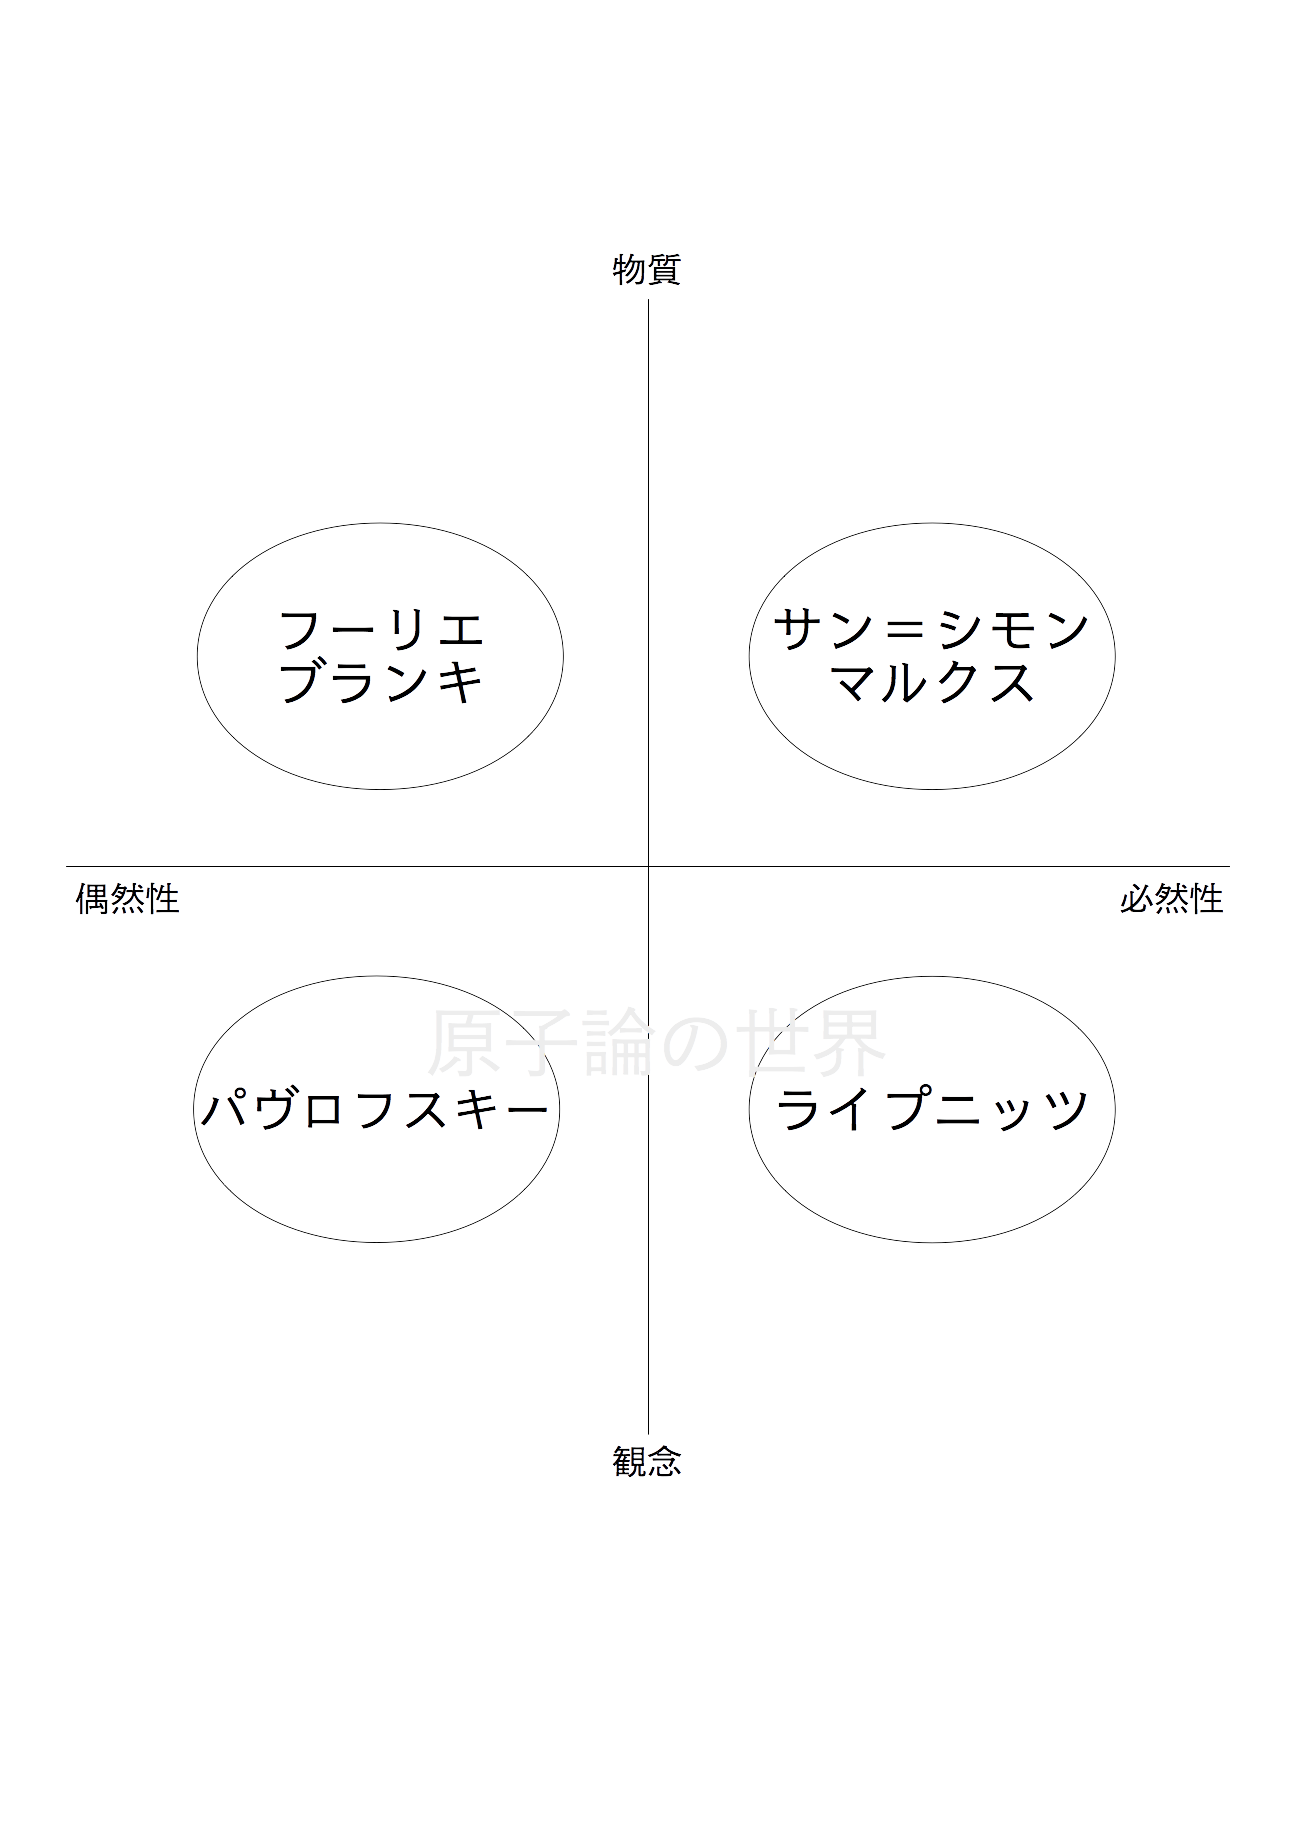 物質
フーリエ
ブランキ
サン＝シモン
マルクス
偶然性
必然性
原子論の世界
パヴロフスキー
ライプニッツ
観念